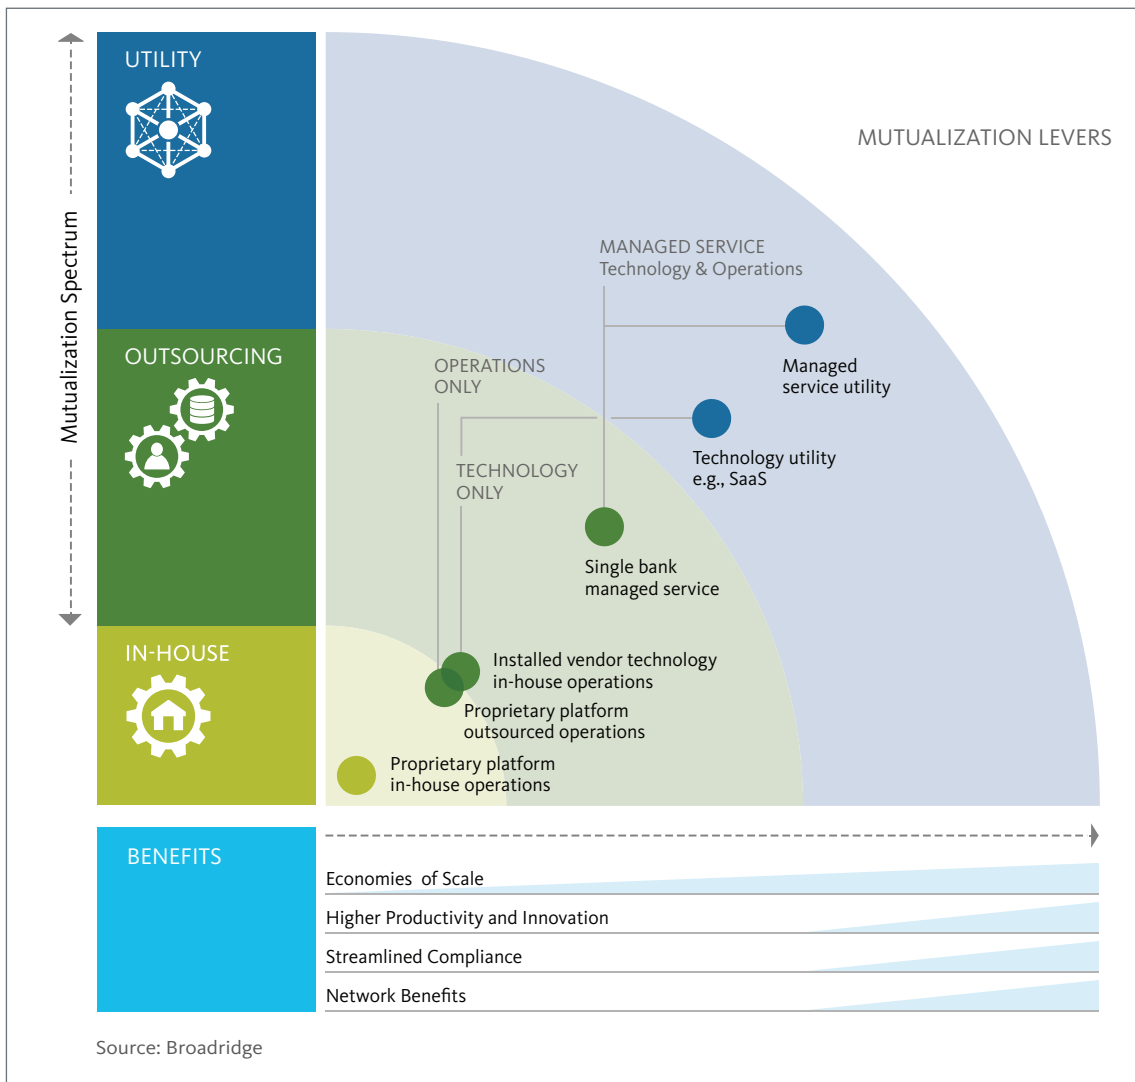 UTILITY
MUTUALIZATION LEVERS
Mutualization Spectrum
MANAGED SERVICE
Technology & Operations
Managed
service utility
OUTSOURCING
OPERATIONS
ONLY
Technology utility
e.g., SaaS
TECHNOLOGY
ONLY
Single bank
managed service
IN-HOUSE
Installed vendor technology
in-house operations
Proprietary platform
outsourced operations
Proprietary platform
in-house operations
BENEFITS
Economies of Scale
Higher Productivity and Innovation
Streamlined Compliance
Network Benefits
Source: Broadridge